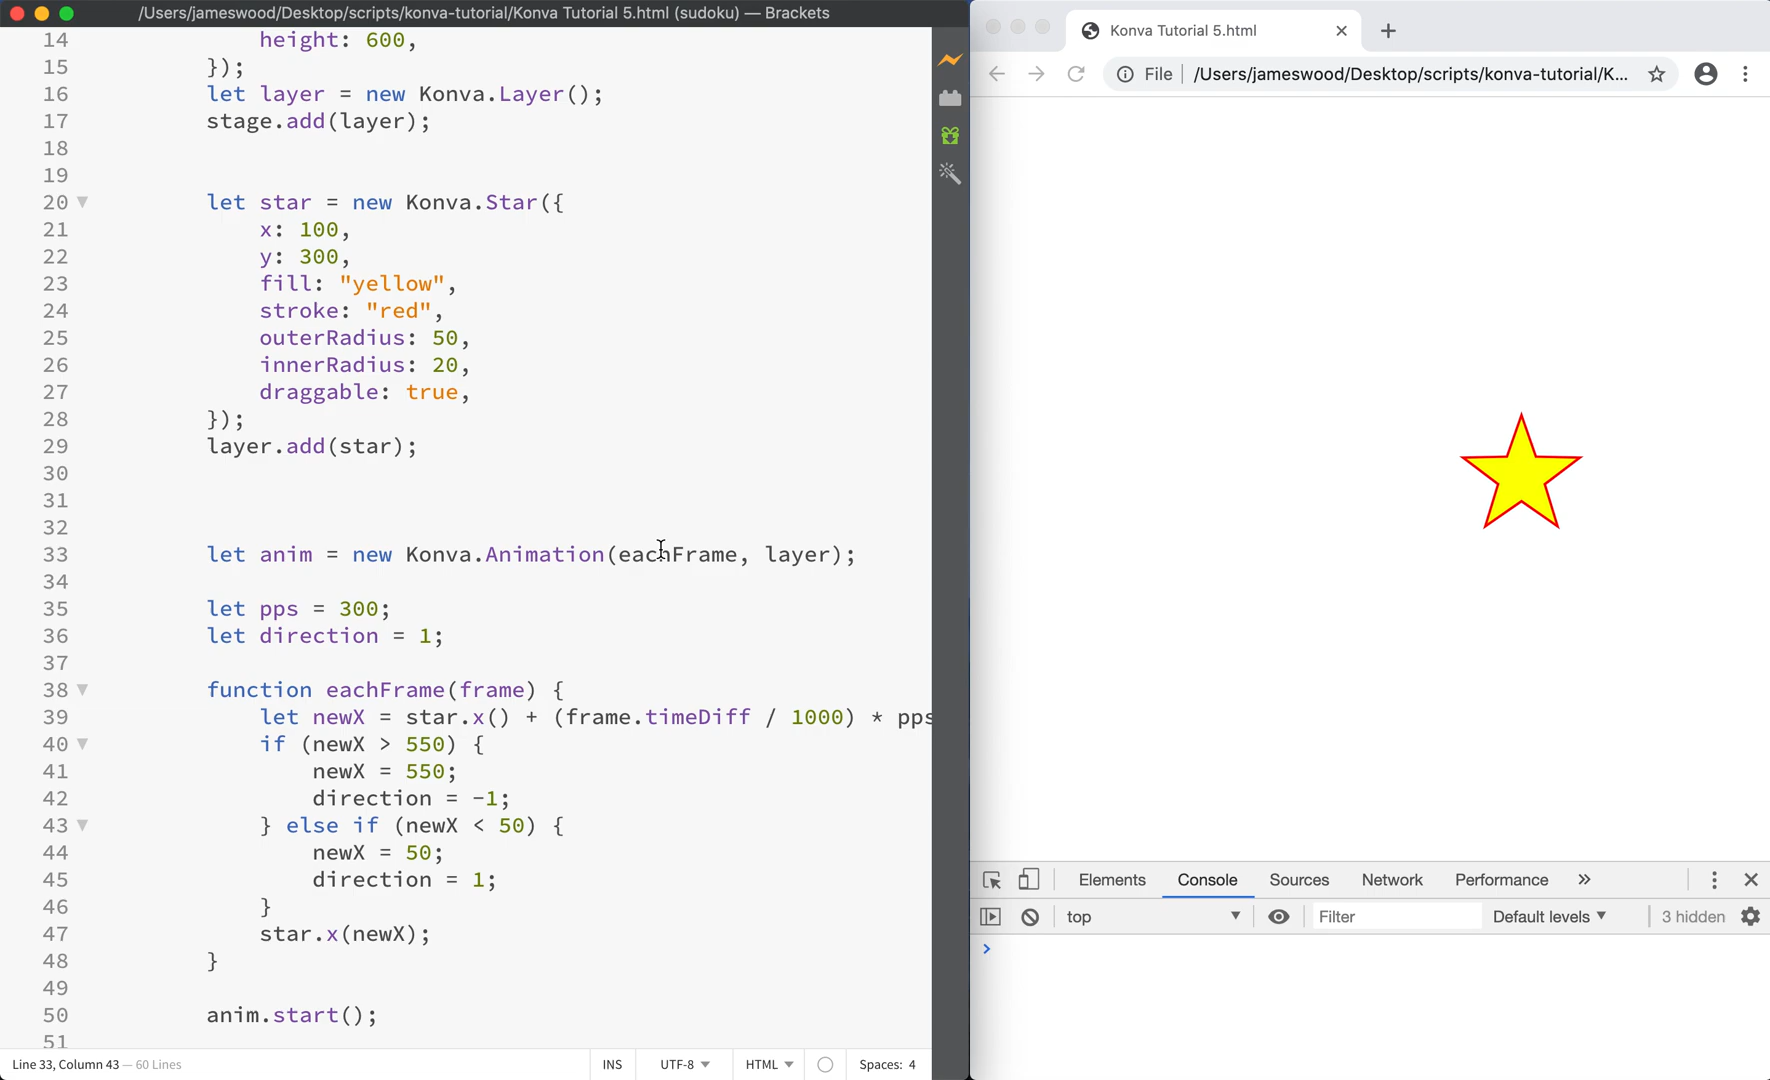 /Users/jameswood/Desktop/scripts/konva-tutorial/Konva Tutorial 5.html (sudoku) — Brackets
14 height: 600,
15 });
16 let layer = new Konva.Layer();
17 stage.add(layer);
18
19
20 let star = new Konva.Star({
21 x: 100,
22 y: 300,
23 fill: "yellow",
24 stroke: "red",
25 outerRadius: 50,
26 innerRadius: 20,
27 draggable: true,
28 });
29 layer.add(star);
30
31
32
33 let anim = new Konva.Animation(eachFrame, layer);
34
35 let pps = 300;
36 let direction = 1;
37
38 function eachFrame(frame) {
39 let newX = star.x() + (frame.timeDiff / 1000) * pps
40 if (newX > 550) {
41 newX = 550;
42 direction = -1;
43 } else if (newX < 50) {
44 newX = 50;
45 direction = 1;
46 }
47 star.x(newX);
48 }
49
50 anim.start();
51
Line 33, Column 43 — 60 Lines
INS UTF-8 HTML Spaces: 4
Konva Tutorial 5.html
File /Users/jameswood/Desktop/scripts/konva-tutorial/K...
Elements Console Sources Network Performance
top Filter Default levels 3 hidden